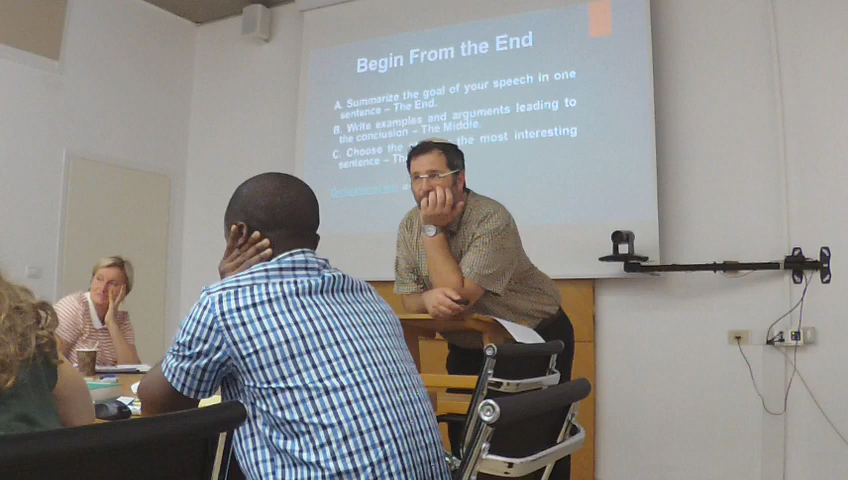 Begin From the End
A. Summarize the goal of your speech in one
sentence – The End.
B. Write examples and arguments leading to
the conclusion – The Middle.
C. Choose the the most interesting
sentence – The